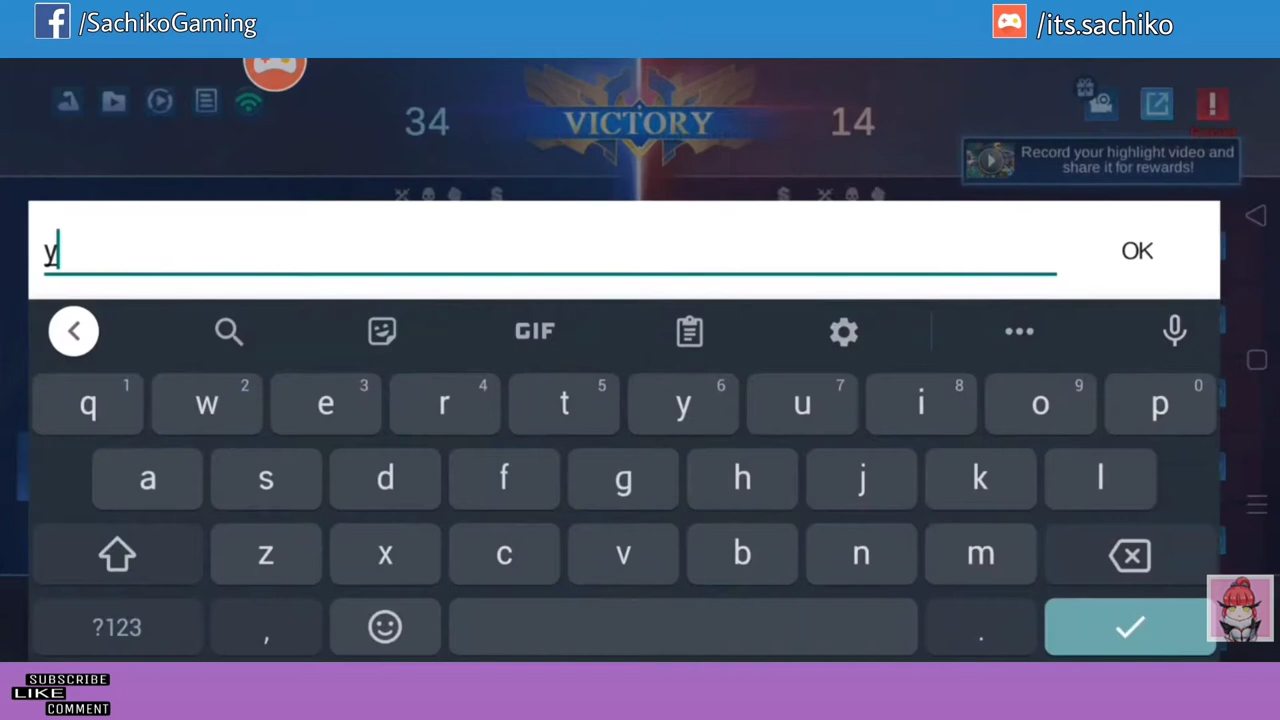 /SachikoGaming
/its.sachiko
34
VICTORY
14
Record your highlight video and
share it for rewards!
y
OK
GIF
q 1 w 2 e 3 r 4 t 5 y 6 u 7 i 8 o 9 p 0
a s d f g h j k l
z x c v b n m
?123 , .
SUBSCRIBE
LIKE
COMMENT